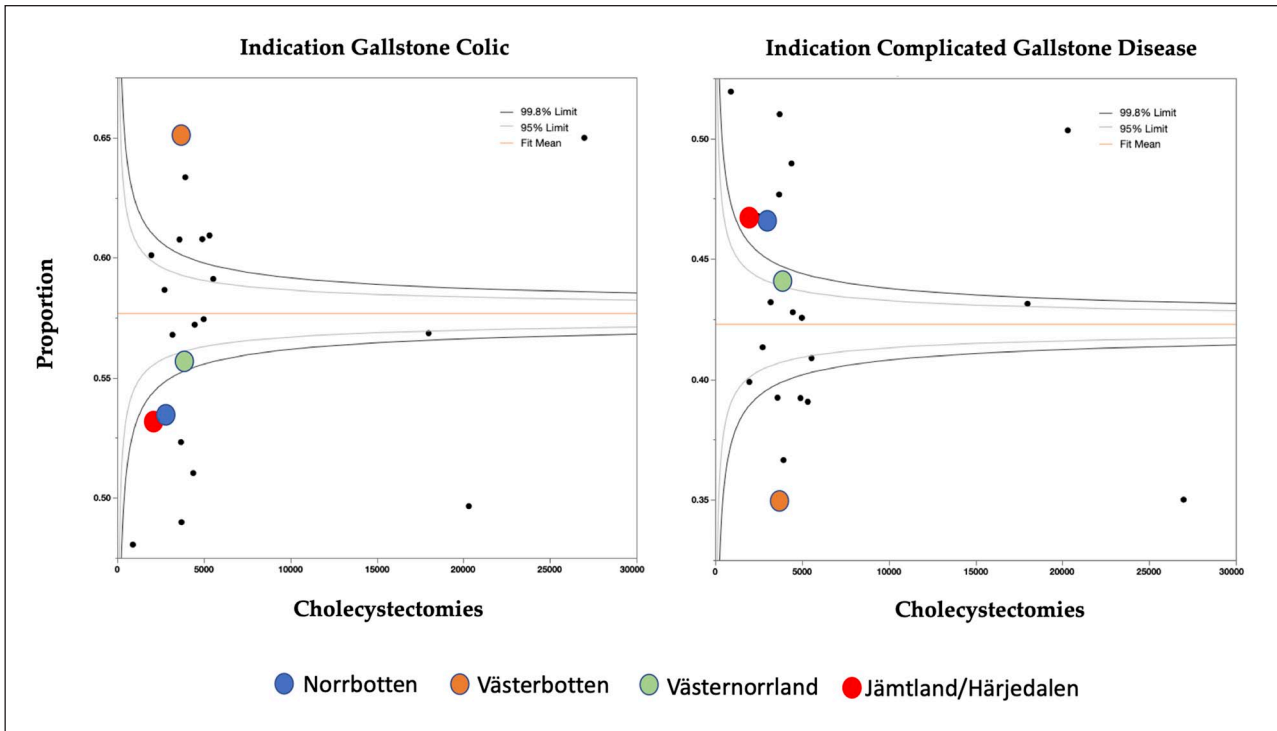 Indication Gallstone Colic
Indication Complicated Gallstone Disease
99.8% Limit
95% Limit
Fit Mean
0.65
0.60
0.55
0.50
0
5000
10000
15000
20000
25000
30000
Proportion
Cholecystectomies
99.8% Limit
95% Limit
Fit Mean
0.50
0.45
0.40
0.35
0
5000
10000
15000
20000
25000
30000
Cholecystectomies
Norrbotten
Västerbotten
Västernorrland
Jämtland/Härjedalen